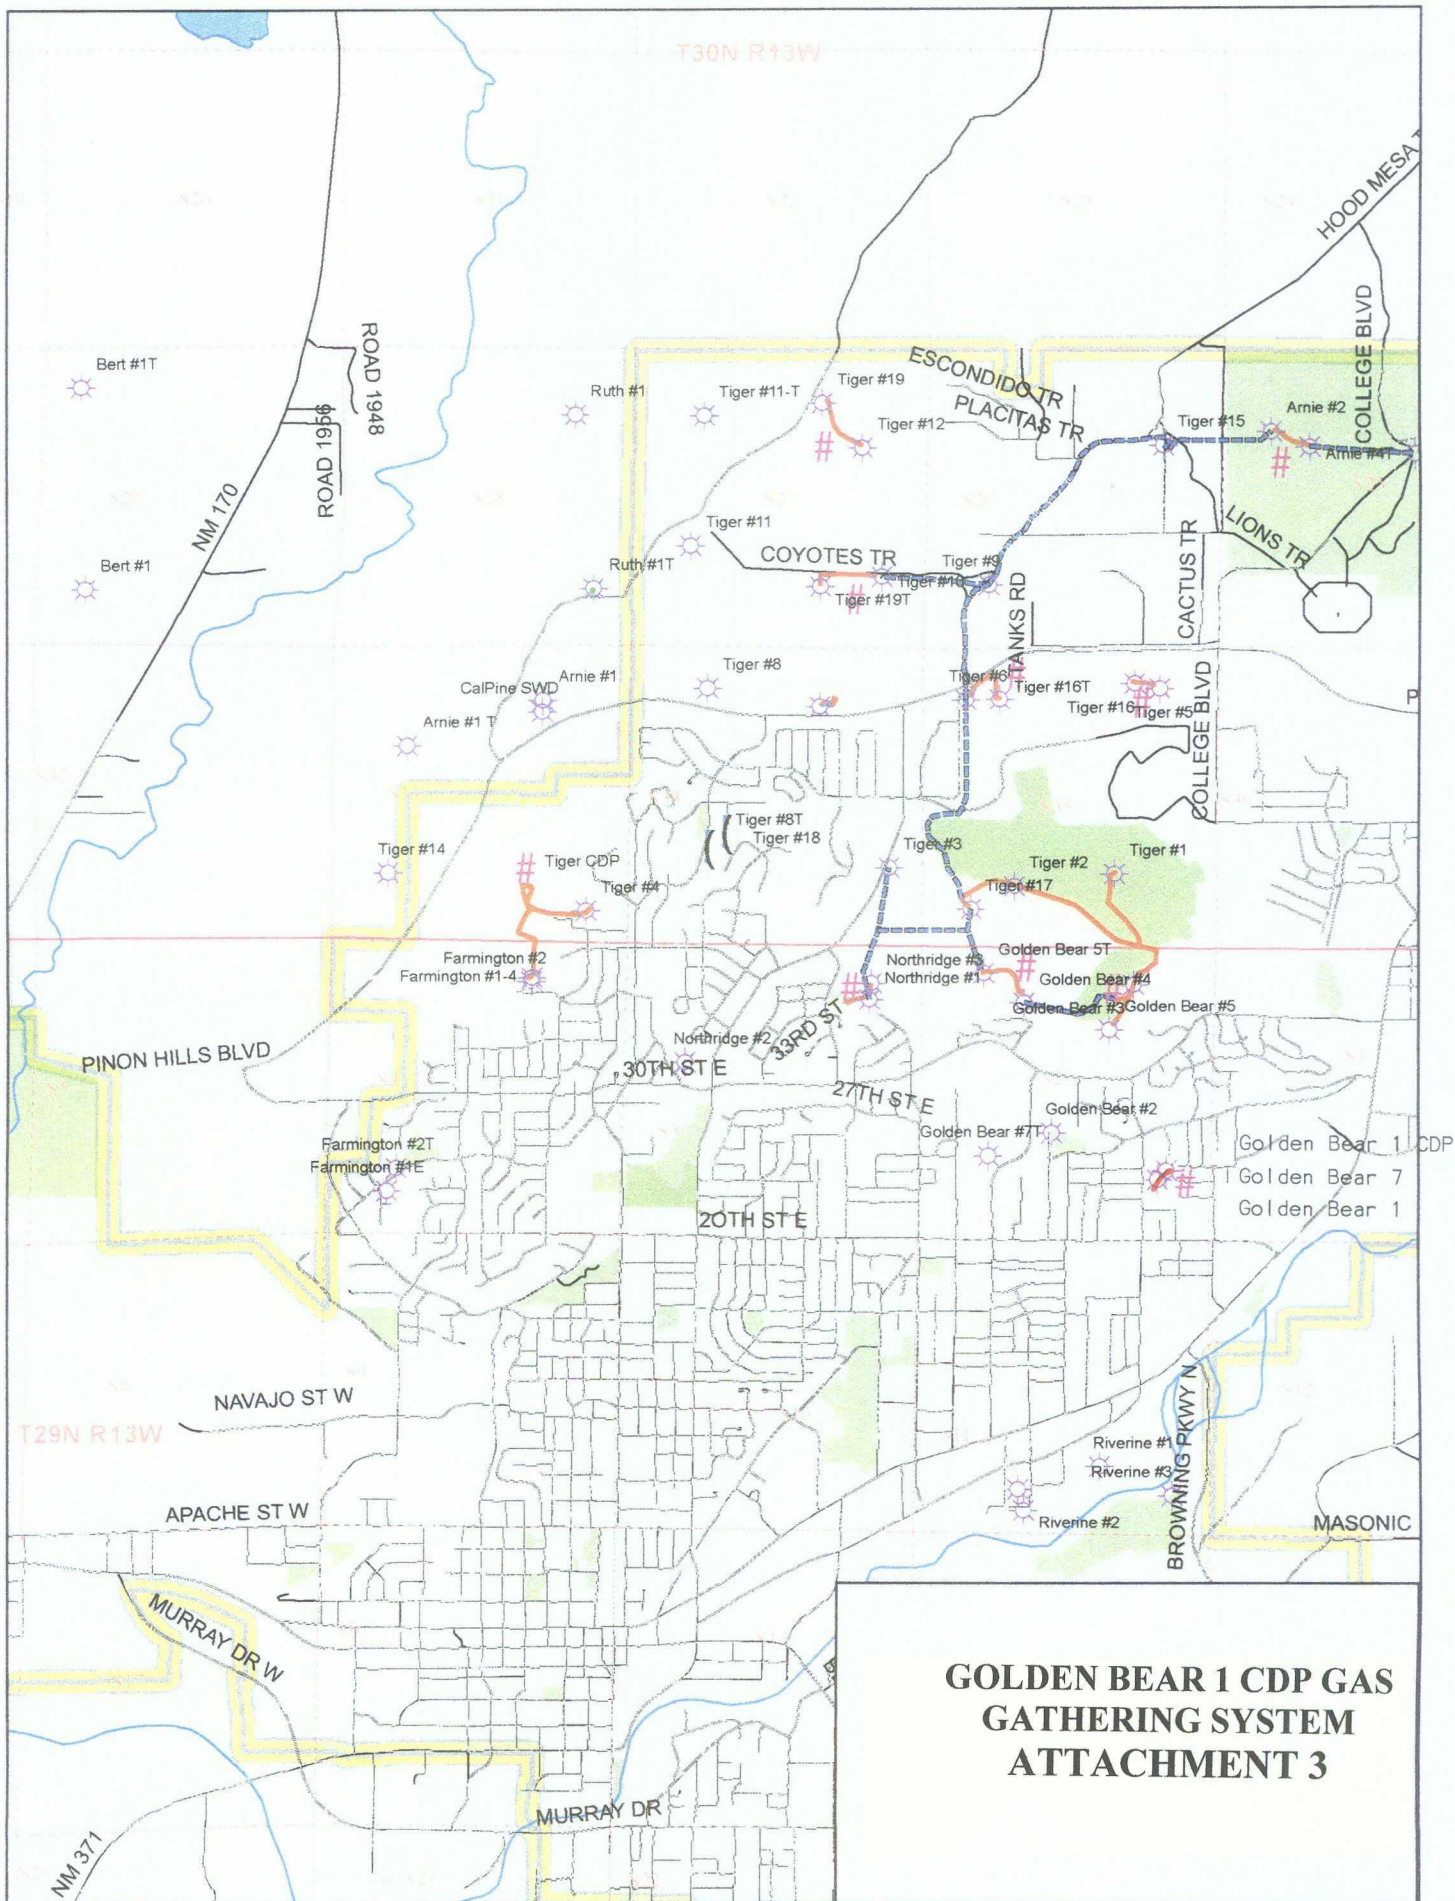 T30N R13W
HOOD MESA
COLLEGE BLVD
ROAD 1948
ROAD 1956
NM 170
Bert #1T
Ruth #1
Tiger #11-T
Tiger #19
ESCONDIDO TR
PLACITAS TR
Tiger #12
Tiger #15
Arnie #2
Arnie #4T
Tiger #11
LIONS TR
COYOTES TR
Tiger #9
Bert #1
Ruth #1T
Tiger #10
Tiger #19T
TANKS RD
CACTUS TR
Tiger #8
Arnie #1
CalPine SWD
Tiger #6
Tiger #16T
Tiger #16
Tiger #5
P
Arnie #1 T
COLLEGE BLVD
Tiger #8T
Tiger #18
Tiger #14
Tiger CDP
Tiger #3
Tiger #2
Tiger #1
Tiger #4
Tiger #17
Farmington #2
Farmington #1-4
Northridge #3
Northridge #1
Golden Bear 5T
Golden Bear #4
Golden Bear #3
Golden Bear #5
33RD ST
Northridge #2
PINON HILLS BLVD
30TH ST E
27TH ST E
Golden Bear #2
Golden Bear #7T
Farmington #2T
Farmington #1E
Golden Bear 1 CDP
Golden Bear 7
Golden Bear 1
20TH ST E
NAVAJO ST W
T29N R13W
BROWNING PKWY N
Riverine #1
Riverine #3
Riverine #2
APACHE ST W
MASONIC
MURRAY DR W
MURRAY DR
NM 371
GOLDEN BEAR 1 CDP GAS
GATHERING SYSTEM
ATTACHMENT 3